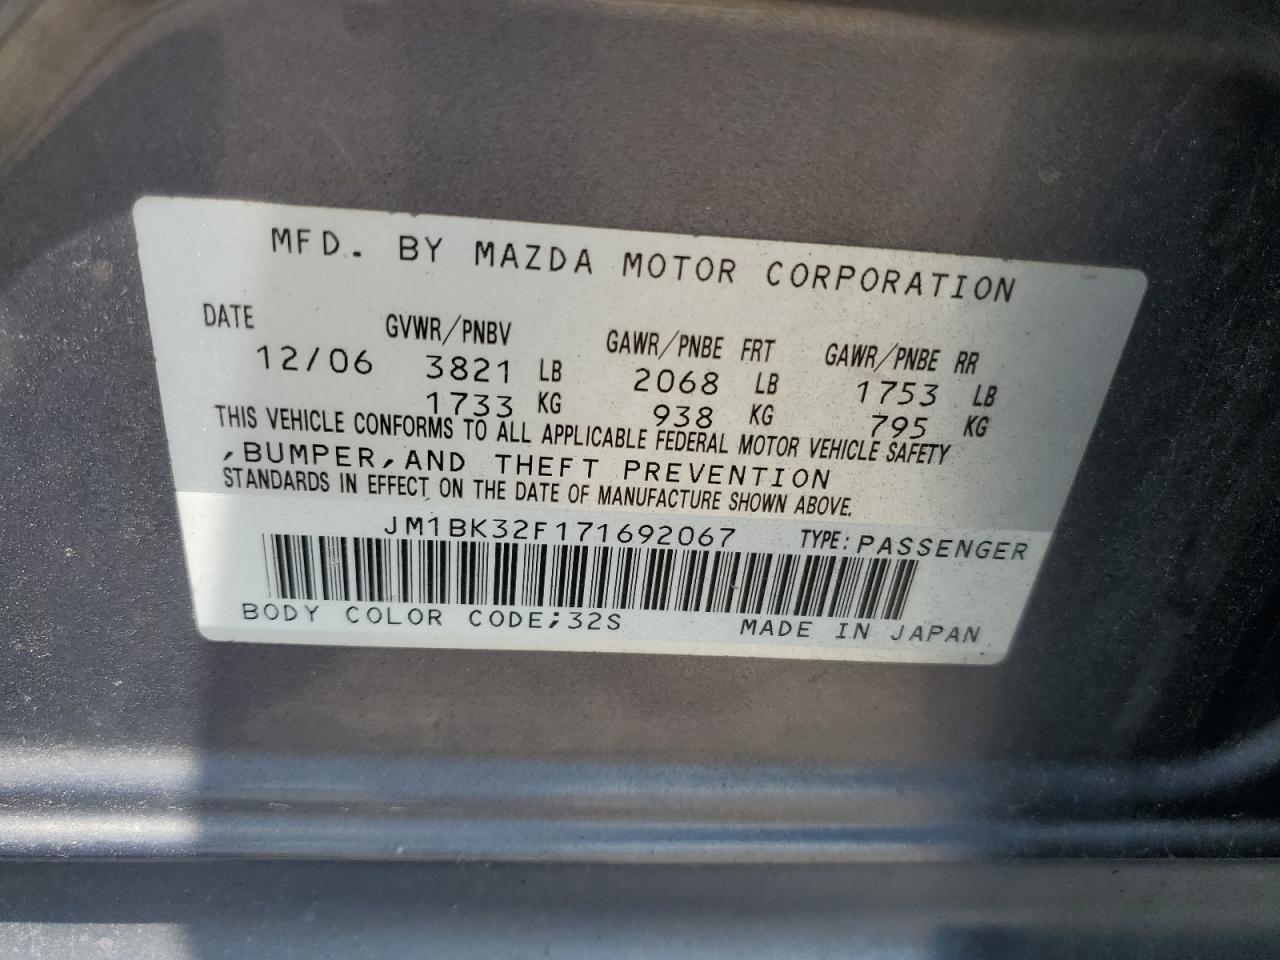 MFD. BY MAZDA MOTOR CORPORATION
DATE GVWR/PNBV GAWR/PNBE FRT GAWR/PNBE RR
12/06 3821 LB 2068 LB 1753 LB
1733 KG 938 KG 795 KG
THIS VEHICLE CONFORMS TO ALL APPLICABLE FEDERAL MOTOR VEHICLE SAFETY
,BUMPER,AND THEFT PREVENTION
STANDARDS IN EFFECT ON THE DATE OF MANUFACTURE SHOWN ABOVE.
JM1BK32F171692067 TYPE: PASSENGER
BODY COLOR CODE;32S MADE IN JAPAN